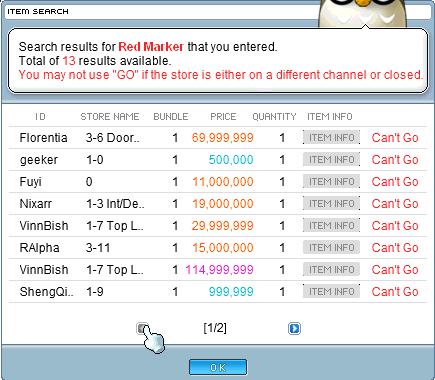 ITEM SEARCH
Search results for Red Marker that you entered.
Total of 13 results available.
You may not use "GO" if the store is either on a different channel or closed.
ID STORE NAME BUNDLE PRICE QUANTITY ITEM INFO
Florentia 3-6 Door.. 1 69,999,999 1 ITEM INFO Can't Go
geeker 1-0 1 500,000 1 ITEM INFO Can't Go
Fuyi 0 1 11,000,000 1 ITEM INFO Can't Go
Nixarr 1-3 Int/De... 1 19,000,000 1 ITEM INFO Can't Go
VinnBish 1-7 Top L... 1 29,999,999 1 ITEM INFO Can't Go
RAlpha 3-11 1 15,000,000 1 ITEM INFO Can't Go
VinnBish 1-7 Top L... 1 114,999,999 1 ITEM INFO Can't Go
ShengQi.. 1-9 1 999,999 1 ITEM INFO Can't Go
[1/2]
OK